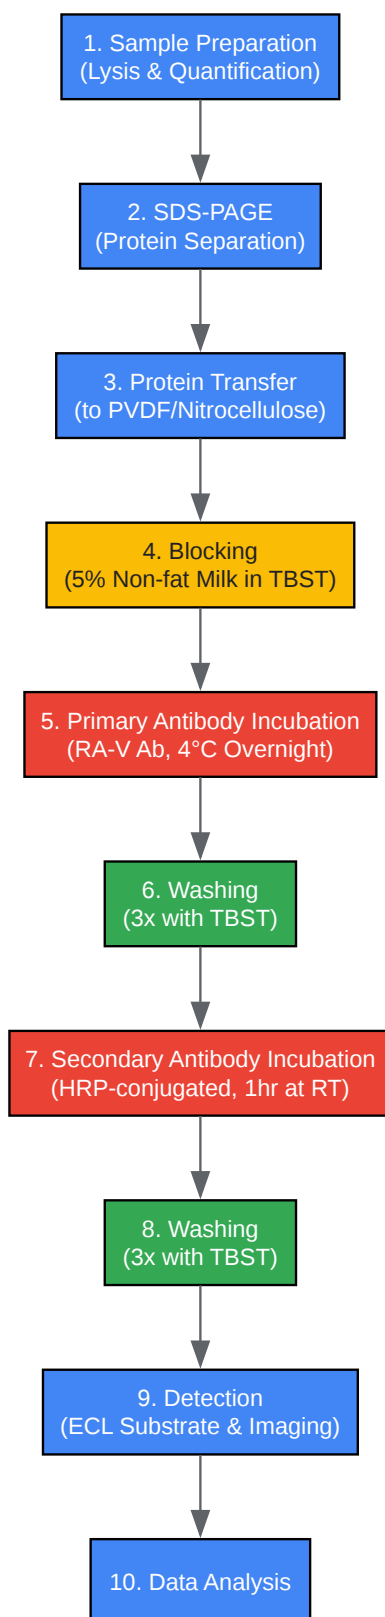 1. Sample Preparation
(Lysis & Quantification)
2. SDS-PAGE
(Protein Separation)
3. Protein Transfer
(to PVDF/Nitrocellulose)
4. Blocking
(5% Non-fat Milk in TBST)
5. Primary Antibody Incubation
(RA-V Ab, 4°C Overnight)
6. Washing
(3x with TBST)
7. Secondary Antibody Incubation
(HRP-conjugated, 1hr at RT)
8. Washing
(3x with TBST)
9. Detection
(ECL Substrate & Imaging)
10. Data Analysis